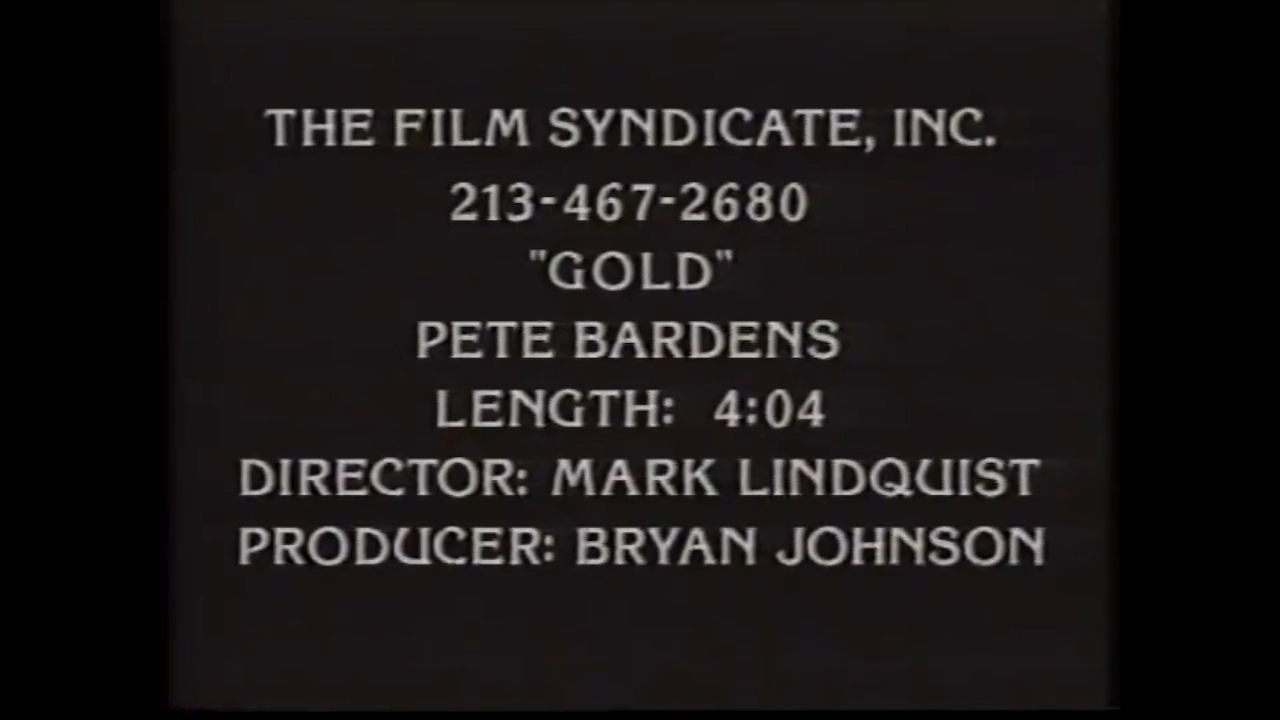 THE FILM SYNDICATE, INC.
213-467-2680
"GOLD"
PETE BARDENS
LENGTH: 4:04
DIRECTOR: MARK LINDQUIST
PRODUCER: BRYAN JOHNSON